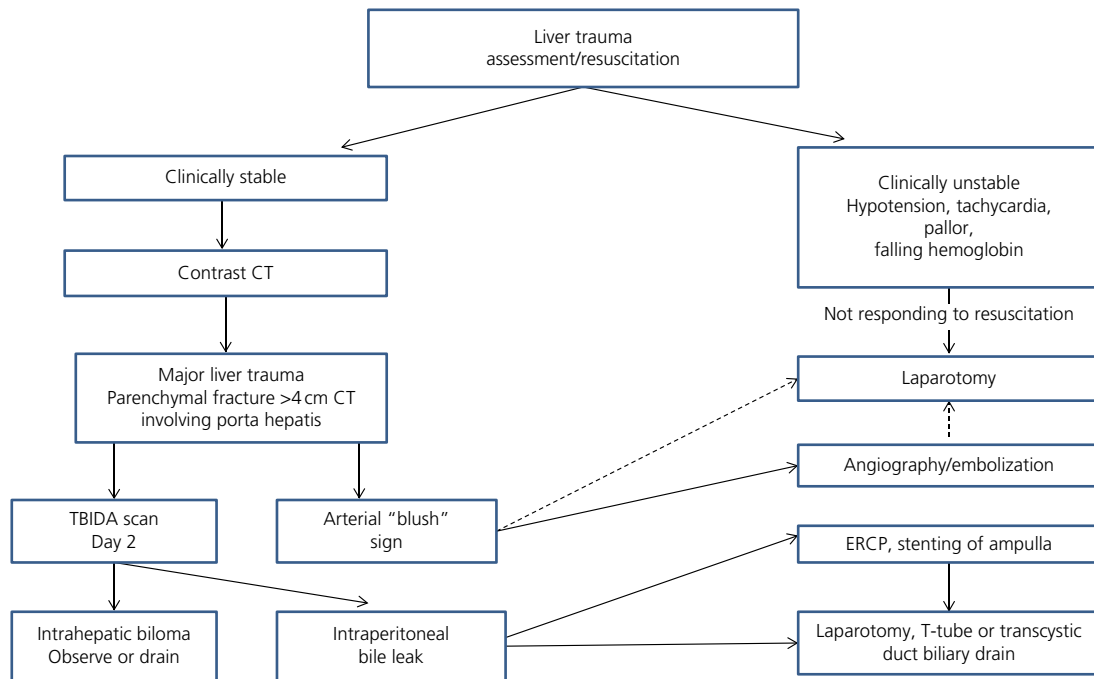 Liver trauma
assessment/resuscitation
Clinically stable
Clinically unstable
Hypotension, tachycardia,
pallor,
falling hemoglobin
Contrast CT
Not responding to resuscitation
Major liver trauma
Parenchymal fracture >4 cm CT
involving porta hepatis
Laparotomy
Angiography/embolization
TBIDA scan
Day 2
Arterial “blush”
sign
ERCP, stenting of ampulla
Intrahepatic biloma
Observe or drain
Intraperitoneal
bile leak
Laparotomy, T-tube or transcystic
duct biliary drain